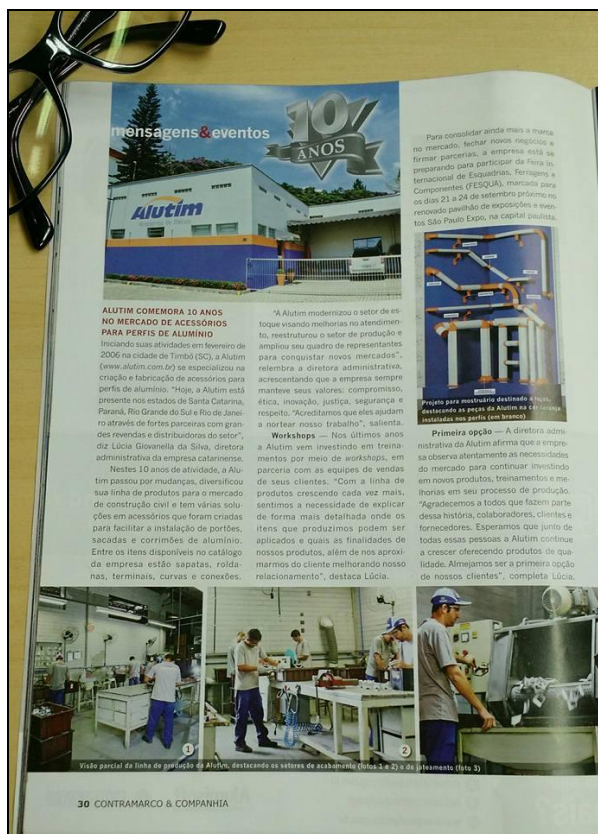 mensagens&eventos
10
ANOS
Alutim
ALUTIM COMEMORA 10 ANOS
NO MERCADO DE ACESSÓRIOS
PARA PERFIS DE ALUMÍNIO
Iniciando suas atividades em fevereiro de
2006 na cidade de Timbó (SC), a Alutim
(www.alutim.com.br) se especializou na
criação e fabricação de acessórios para
perfis de alumínio. "Hoje, a Alutim está
presente nos estados de Santa Catarina,
Paraná, Rio Grande do Sul e Rio de Janei-
ro através de fortes parcerias com gran-
des revendas e distribuidoras do setor",
diz Lúcia Giovanella da Silva, diretora
administrativa da empresa catarinense.
Nestes 10 anos de atividade, a Alu-
tim passou por mudanças, diversificou
sua linha de produtos para o mercado
de construção civil e tem várias solu-
ções em acessórios que foram criadas
para facilitar a instalação de portões,
sacadas e corrimões de alumínio.
Entre os itens disponíveis no catálogo
da empresa estão sapatas, rolda-
nas, terminais, curvas e conexões.
"A Alutim modernizou o setor de es-
toque visando melhorias no atendimen-
to, reestruturou o setor de produção e
ampliou seu quadro de representantes
para conquistar novos mercados",
relembra a diretora administrativa,
acrescentando que a empresa sempre
manteve seus valores: compromisso,
ética, inovação, justiça, segurança e
respeito. "Acreditamos que eles ajudam
a nortear nosso trabalho", salienta.
Workshops — Nos últimos anos
a Alutim vem investindo em treina-
mentos por meio de workshops, em
parceria com as equipes de vendas
de seus clientes. "Com a linha de
produtos crescendo cada vez mais,
sentimos a necessidade de explicar
de forma mais detalhada onde os
itens que produzimos podem ser
aplicados e quais as finalidades de
nossos produtos, além de nos aproxi-
marmos do cliente melhorando nosso
relacionamento", destaca Lúcia.
Para consolidar ainda mais a marca
no mercado, fechar novos negócios e
firmar parcerias, a empresa está se
preparando para participar da Feira In-
ternacional de Esquadrias, Ferragens e
Componentes (FESQUA), marcada para
os dias 21 a 24 de setembro próximo no
renovado pavilhão de exposições e even-
tos São Paulo Expo, na capital paulista.
Projeto para mostruário destinado a lojas,
destacando as peças da Alutim na cor laranja
instaladas nos perfis (em branco)
Primeira opção — A diretora admi-
nistrativa da Alutim afirma que a empre-
sa observa atentamente as necessidades
do mercado para continuar investindo
em novos produtos, treinamentos e me-
lhorias em seu processo de produção.
"Agradecemos a todos que fazem parte
dessa história, colaboradores, clientes e
fornecedores. Esperamos que junto de
todas essas pessoas a Alutim continue
a crescer oferecendo produtos de qua-
lidade. Almejamos ser a primeira opção
de nossos clientes", completa Lúcia.
1
2
Visão parcial da linha de produção da Alutim, destacando os setores de acabamento (fotos 1 e 2) e de jateamento (foto 3)
30 CONTRAMARCO & COMPANHIA